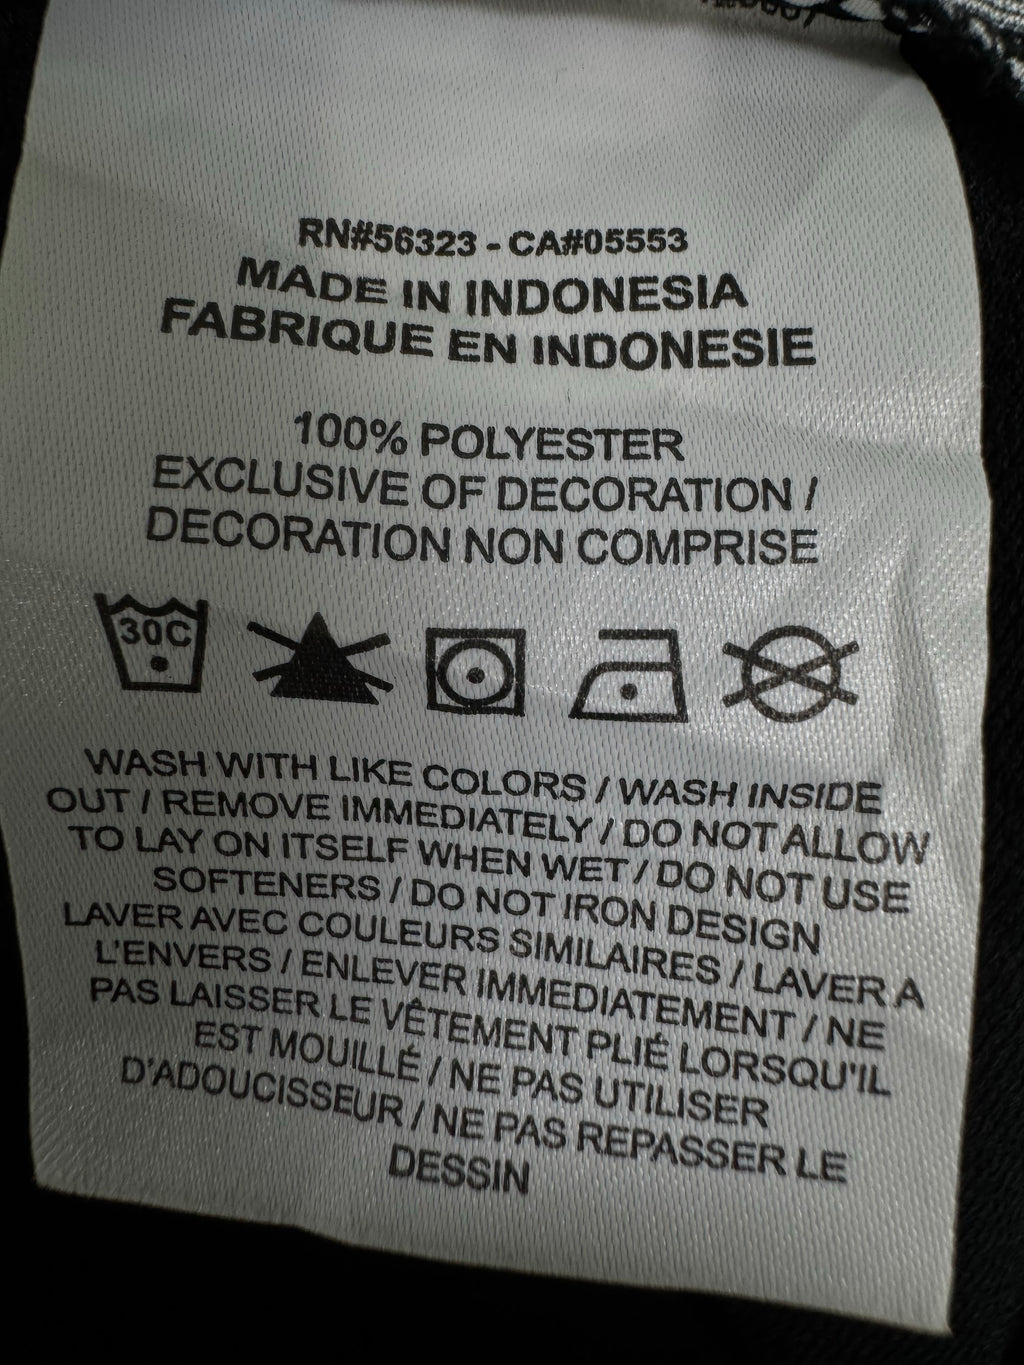 RN#56323 - CA#05553
MADE IN INDONESIA
FABRIQUE EN INDONESIE
100% POLYESTER
EXCLUSIVE OF DECORATION /
DECORATION NON COMPRISE
30C
WASH WITH LIKE COLORS / WASH INSIDE
OUT / REMOVE IMMEDIATELY / DO NOT ALLOW
TO LAY ON ITSELF WHEN WET / DO NOT USE
SOFTENERS / DO NOT IRON DESIGN
LAVER AVEC COULEURS SIMILAIRES / LAVER A
L'ENVERS / ENLEVER IMMEDIATEMENT / NE
PAS LAISSER LE VÊTEMENT PLIÉ LORSQU'IL
EST MOUILLÉ / NE PAS UTILISER
D'ADOUCISSEUR / NE PAS REPASSER LE
DESSIN